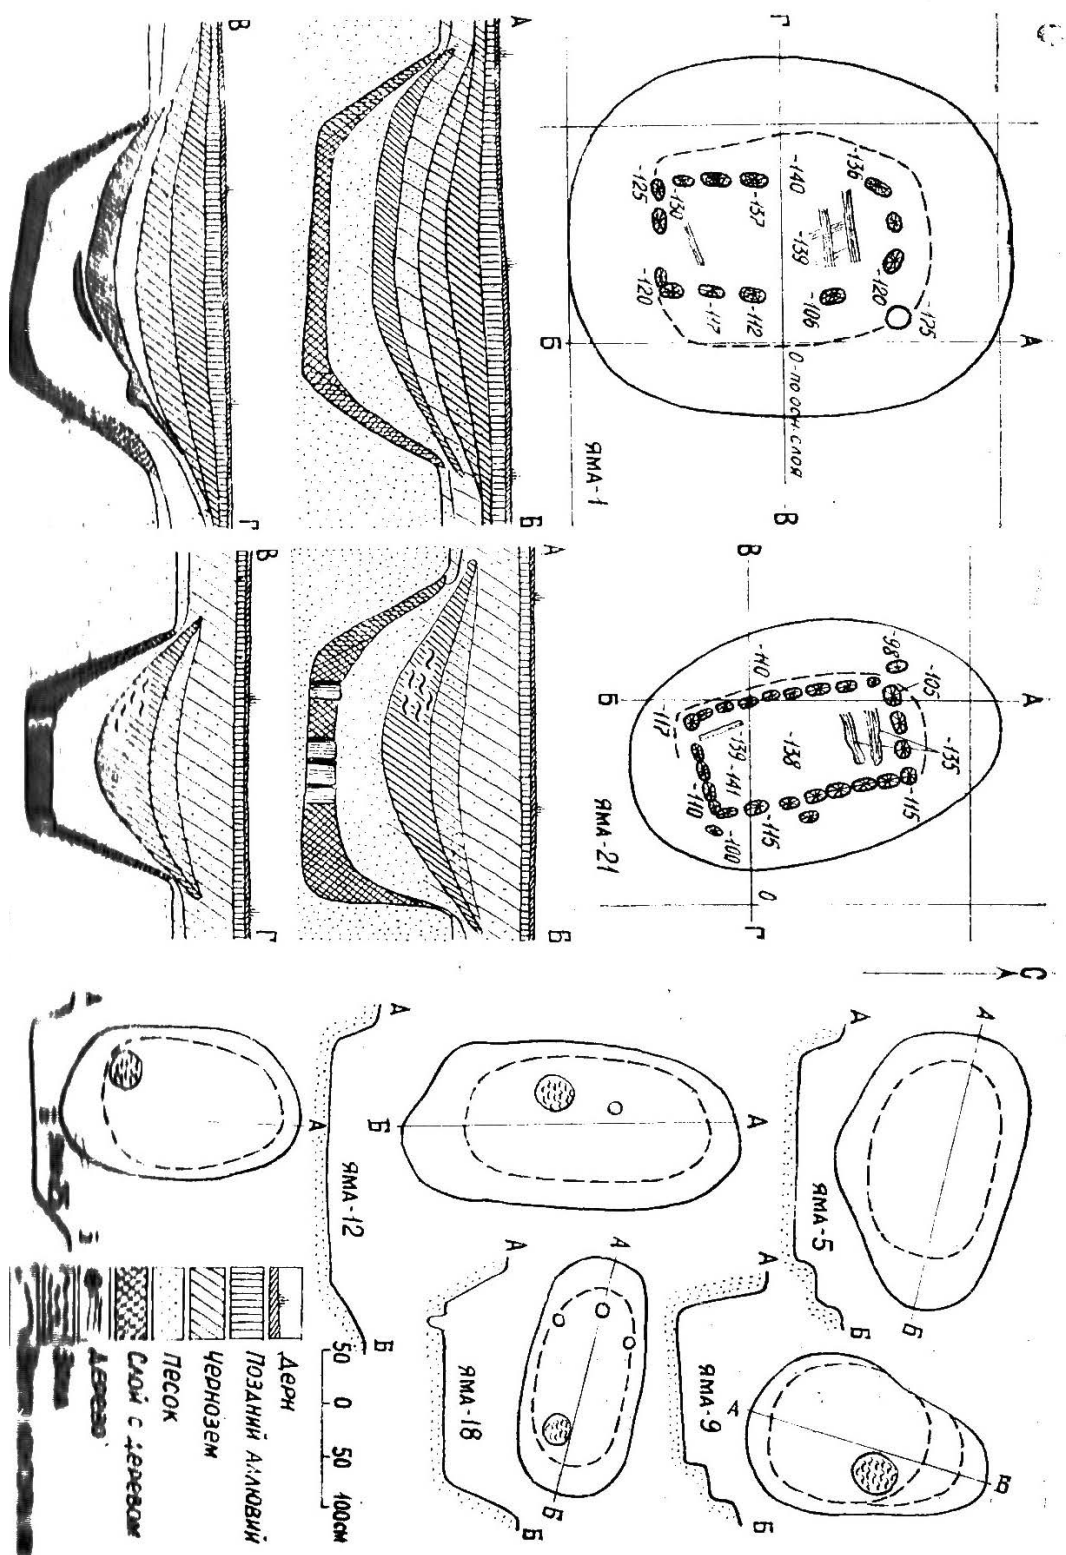 ЯМА-1
А
Б
В
Г
О-ПО ОСН. СЛОЯ
-136
-140
-137
-130
-125
-139
-120
-175
-106
-112
-117
-120
А
Б
В
Г
ЯМА-21
А
Б
В
Г
О
-98
-105
-110
-117
-135
-138
-139
-141
-110
-100
-115
-115
А
Б
В
Г
С
ЯМА-5
А
Б
А
Б
ЯМА-9
А
Б
А
Б
ЯМА-12
А
Б
А
Б
ЯМА-18
А
Б
А
Б
А
А
50 0 50 100см
ДЕРН
ПОЗДНИЙ АЛЛЮВИЙ
ЧЕРНОЗЕМ
ПЕСОК
СЛОЙ С ДЕРЕВОМ
ДЕРЕВО